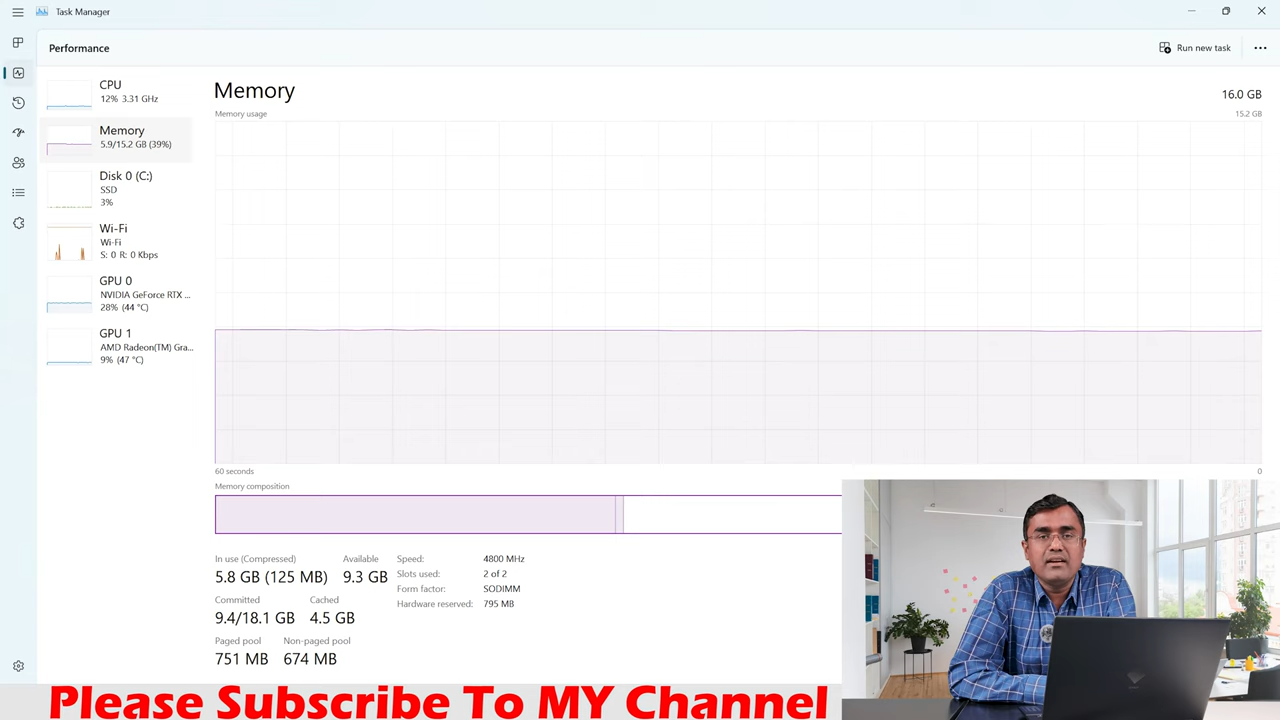 Task Manager
Performance
Run new task
CPU
12% 3.31 GHz
Memory
5.9/15.2 GB (39%)
Disk 0 (C:)
SSD
3%
Wi-Fi
Wi-Fi
S: 0 R: 0 Kbps
GPU 0
NVIDIA GeForce RTX ...
28% (44 °C)
GPU 1
AMD Radeon(TM) Gra...
9% (47 °C)
Memory
16.0 GB
Memory usage
15.2 GB
60 seconds
0
Memory composition
In use (Compressed)
5.8 GB (125 MB)
Available
9.3 GB
Committed
9.4/18.1 GB
Cached
4.5 GB
Paged pool
751 MB
Non-paged pool
674 MB
Speed: 4800 MHz
Slots used: 2 of 2
Form factor: SODIMM
Hardware reserved: 795 MB
Please Subscribe To MY Channel